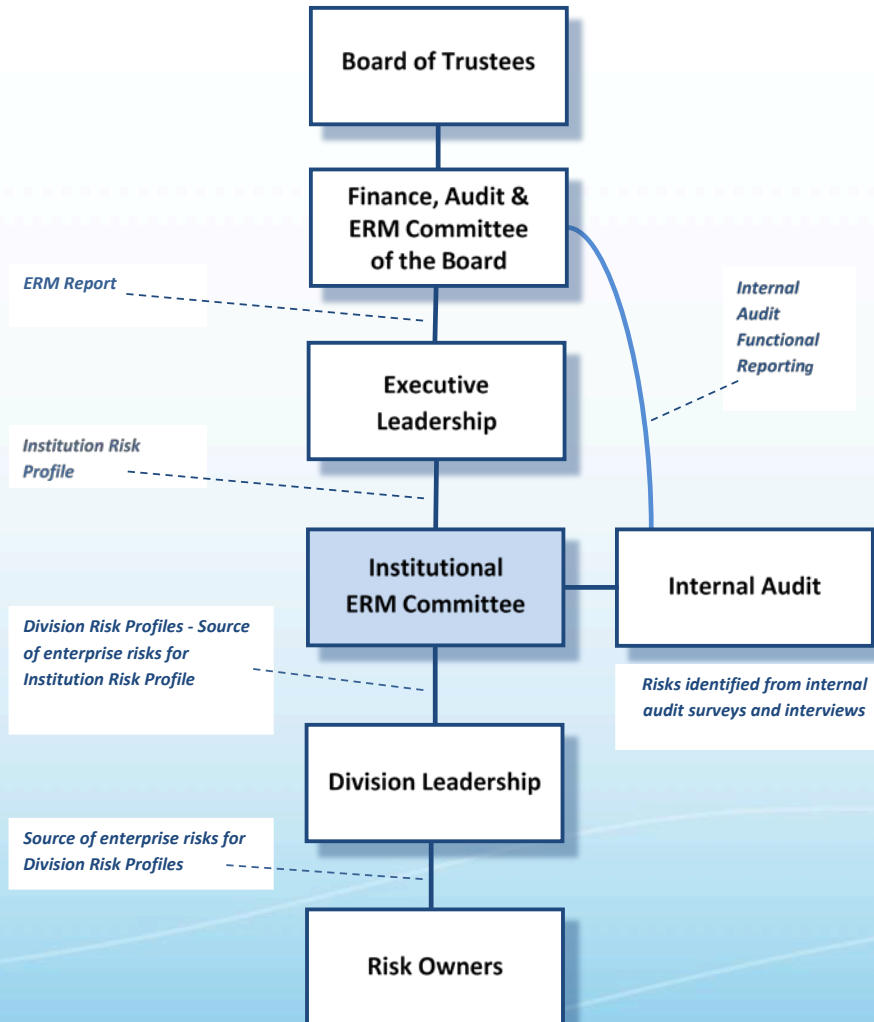 Board of Trustees
Finance, Audit &
ERM Committee
of the Board
ERM Report
Internal
Audit
Functional
Reporting
Executive
Leadership
Institution Risk
Profile
Institutional
ERM Committee
Internal Audit
Division Risk Profiles - Source
of enterprise risks for
Institution Risk Profile
Risks identified from internal
audit surveys and interviews
Division Leadership
Source of enterprise risks for
Division Risk Profiles
Risk Owners